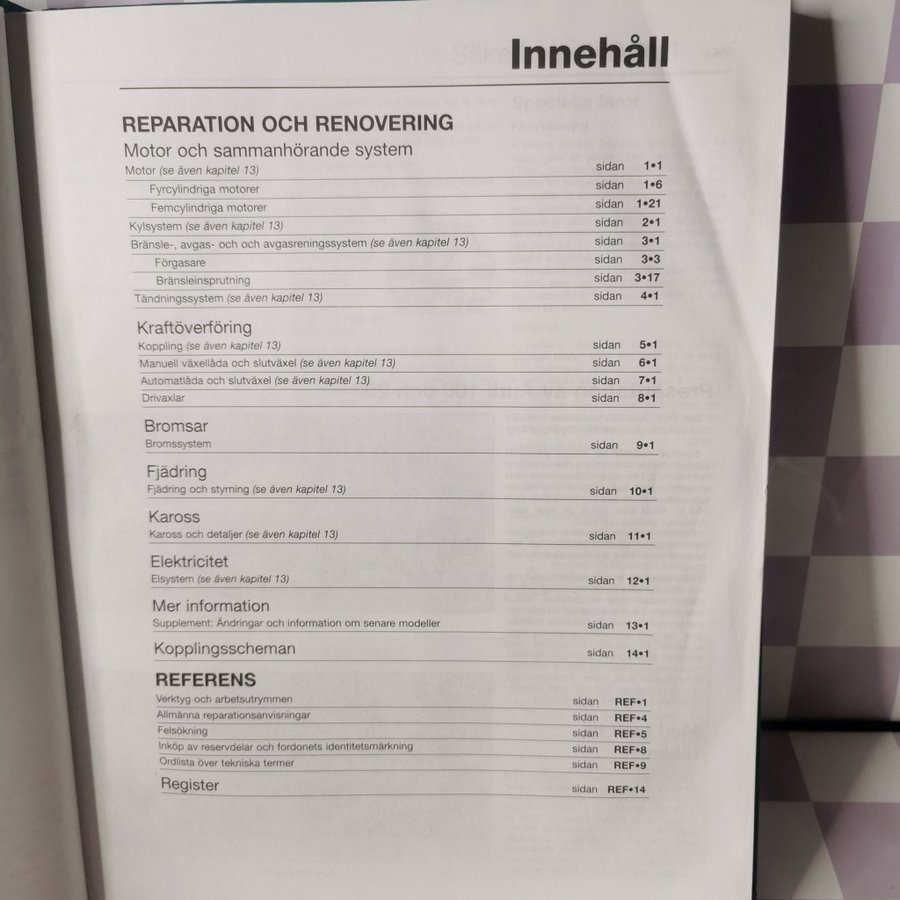 Innehåll
REPARATION OCH RENOVERING
Motor och sammanhörande system
Motor (se även kapitel 13) sidan 1•1
Fyrcylindriga motorer sidan 1•6
Femcylindriga motorer sidan 1•21
Kylsystem (se även kapitel 13) sidan 2•1
Bränsle-, avgas- och och avgasreningssystem (se även kapitel 13) sidan 3•1
Förgasare sidan 3•3
Bränsleinsprutning sidan 3•17
Tändningssystem (se även kapitel 13) sidan 4•1
Kraftöverföring
Koppling (se även kapitel 13) sidan 5•1
Manuell växellåda och slutväxel (se även kapitel 13) sidan 6•1
Automatlåda och slutväxel (se även kapitel 13) sidan 7•1
Drivaxlar sidan 8•1
Bromsar
Bromssystem sidan 9•1
Fjädring
Fjädring och styrning (se även kapitel 13) sidan 10•1
Kaross
Kaross och detaljer (se även kapitel 13) sidan 11•1
Elektricitet
Elsystem (se även kapitel 13) sidan 12•1
Mer information
Supplement: Ändringar och information om senare modeller sidan 13•1
Kopplingsscheman sidan 14•1
REFERENS
Verktyg och arbetsutrymmen sidan REF•1
Allmänna reparationsanvisningar sidan REF•4
Felsökning sidan REF•5
Inköp av reservdelar och fordonets identitetsmärkning sidan REF•8
Ordlista över tekniska termer sidan REF•9
Register sidan REF•14